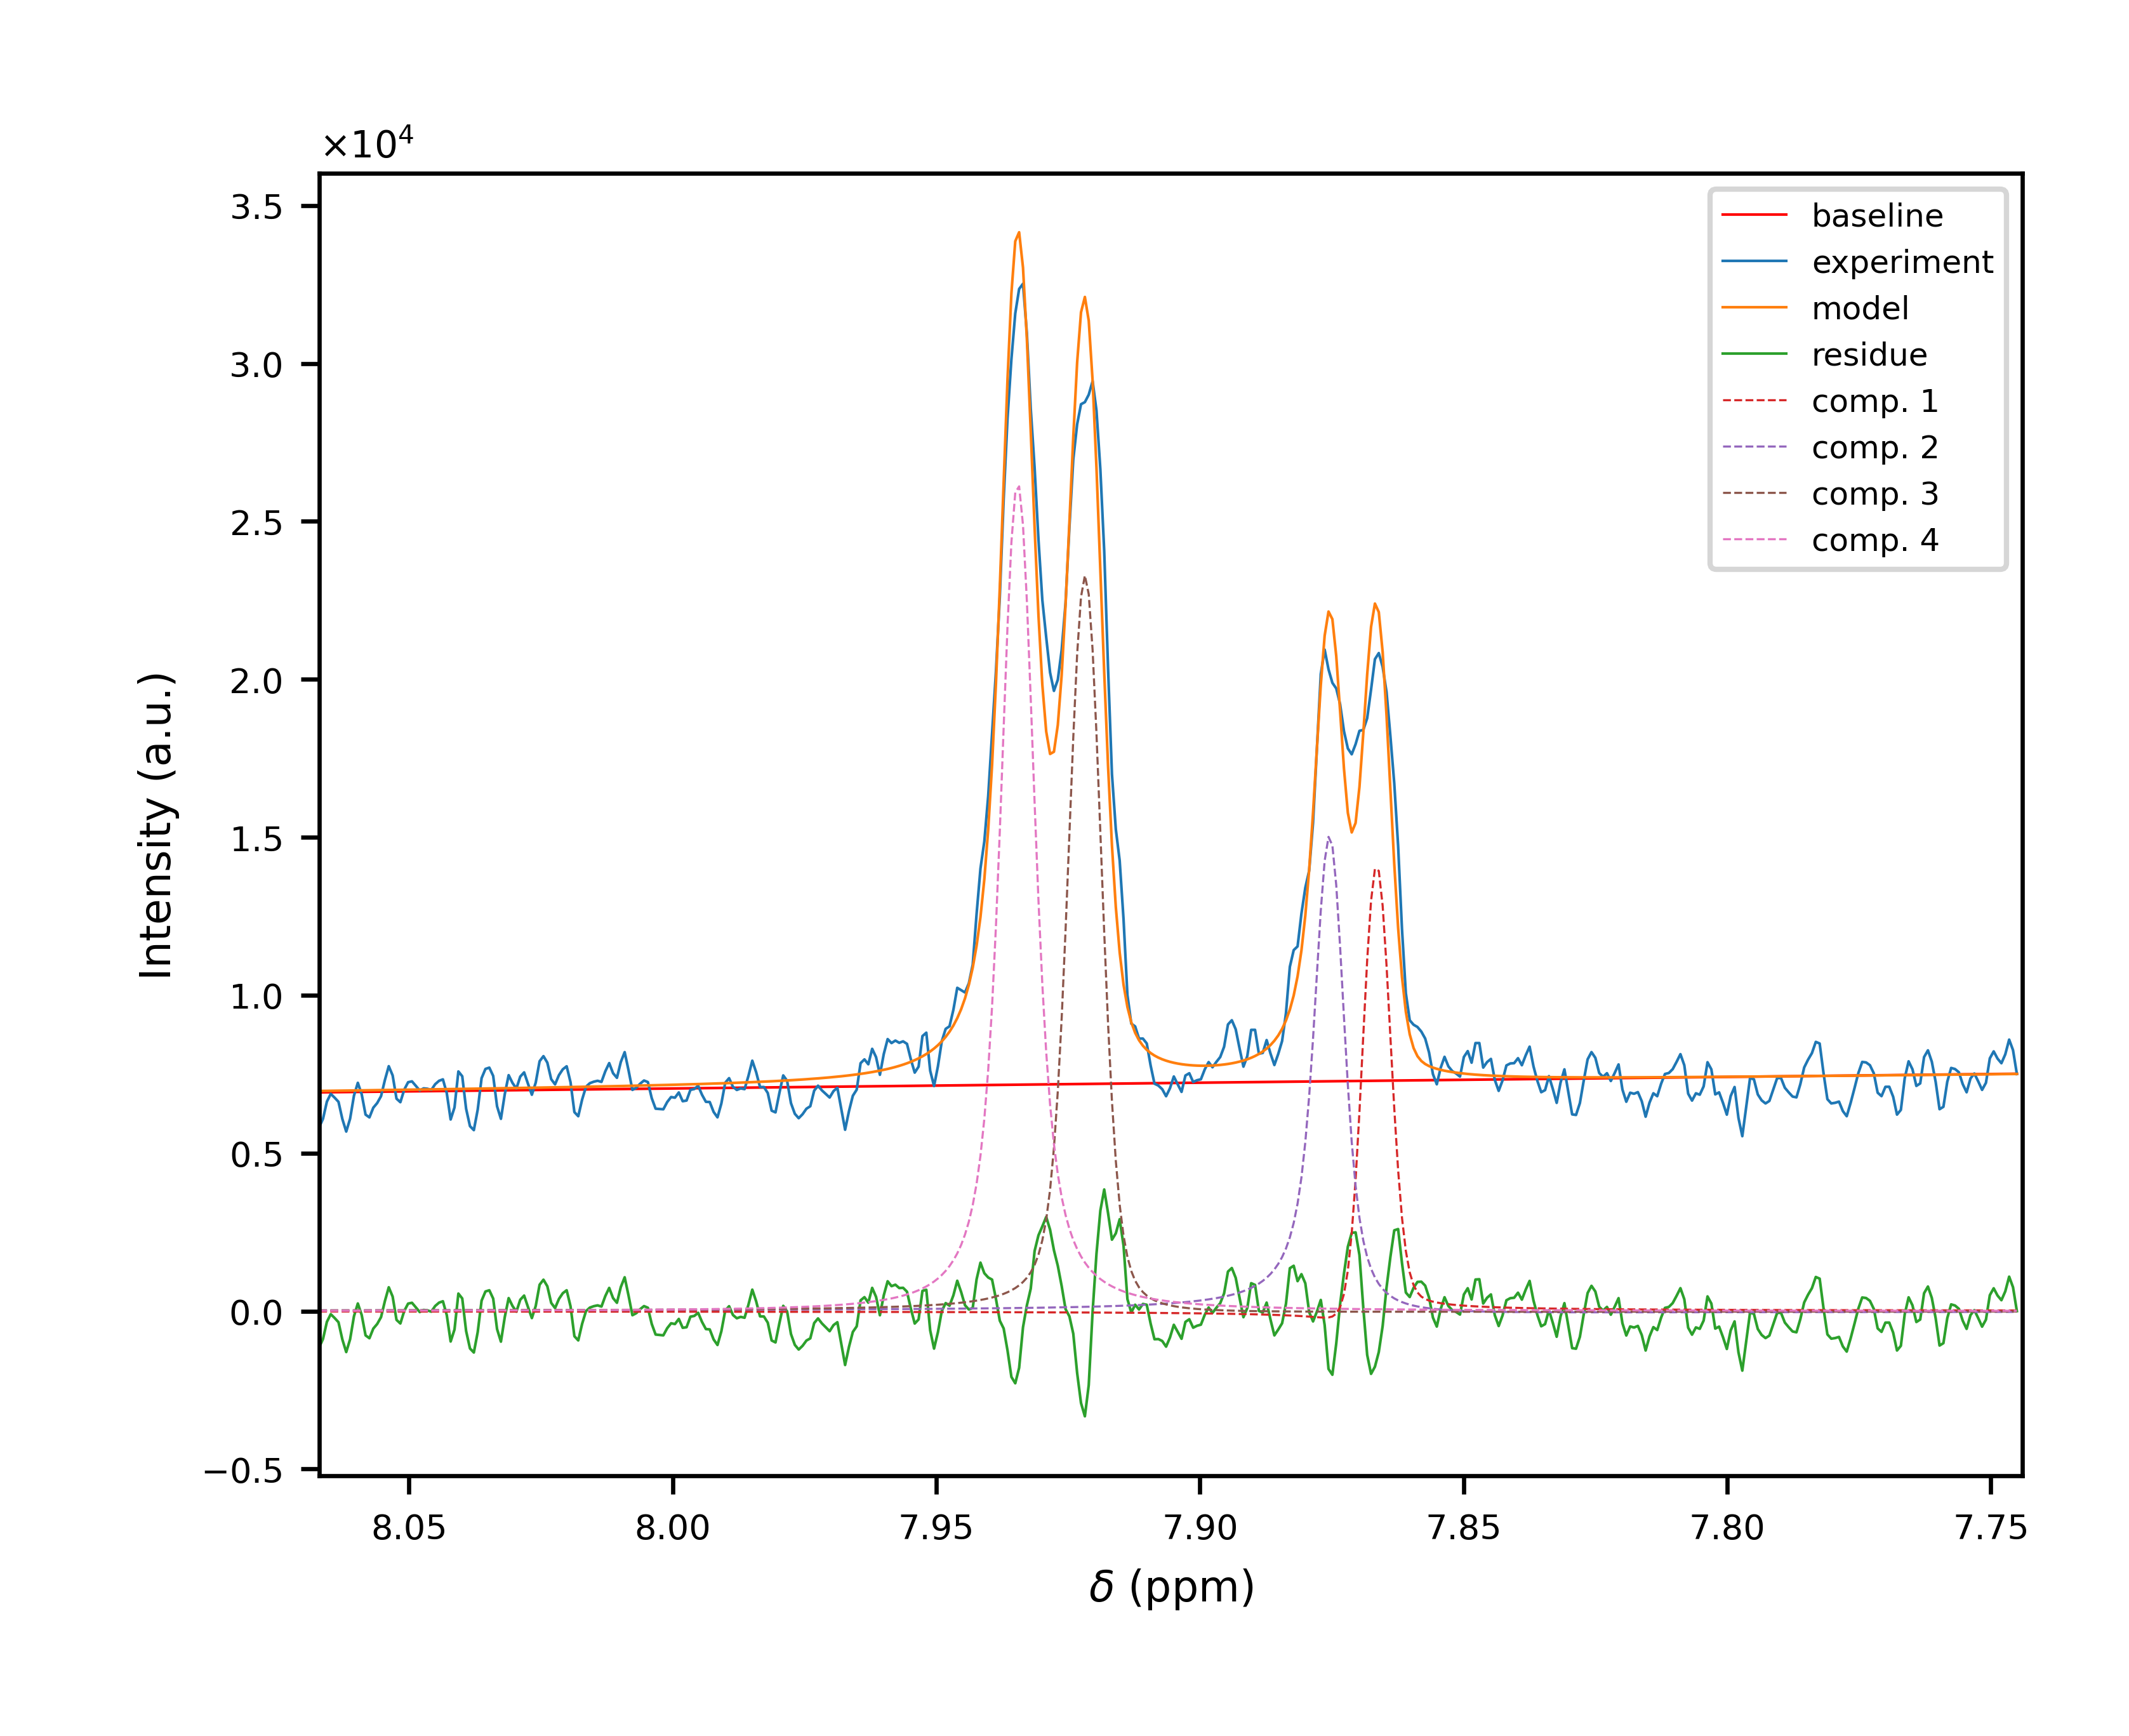 ×10⁴
3.5
3.0
2.5
2.0
1.5
1.0
0.5
0.0
−0.5
Intensity (a.u.)
baseline
experiment
model
residue
comp. 1
comp. 2
comp. 3
comp. 4
8.05 8.00 7.95 7.90 7.85 7.80 7.75
δ (ppm)